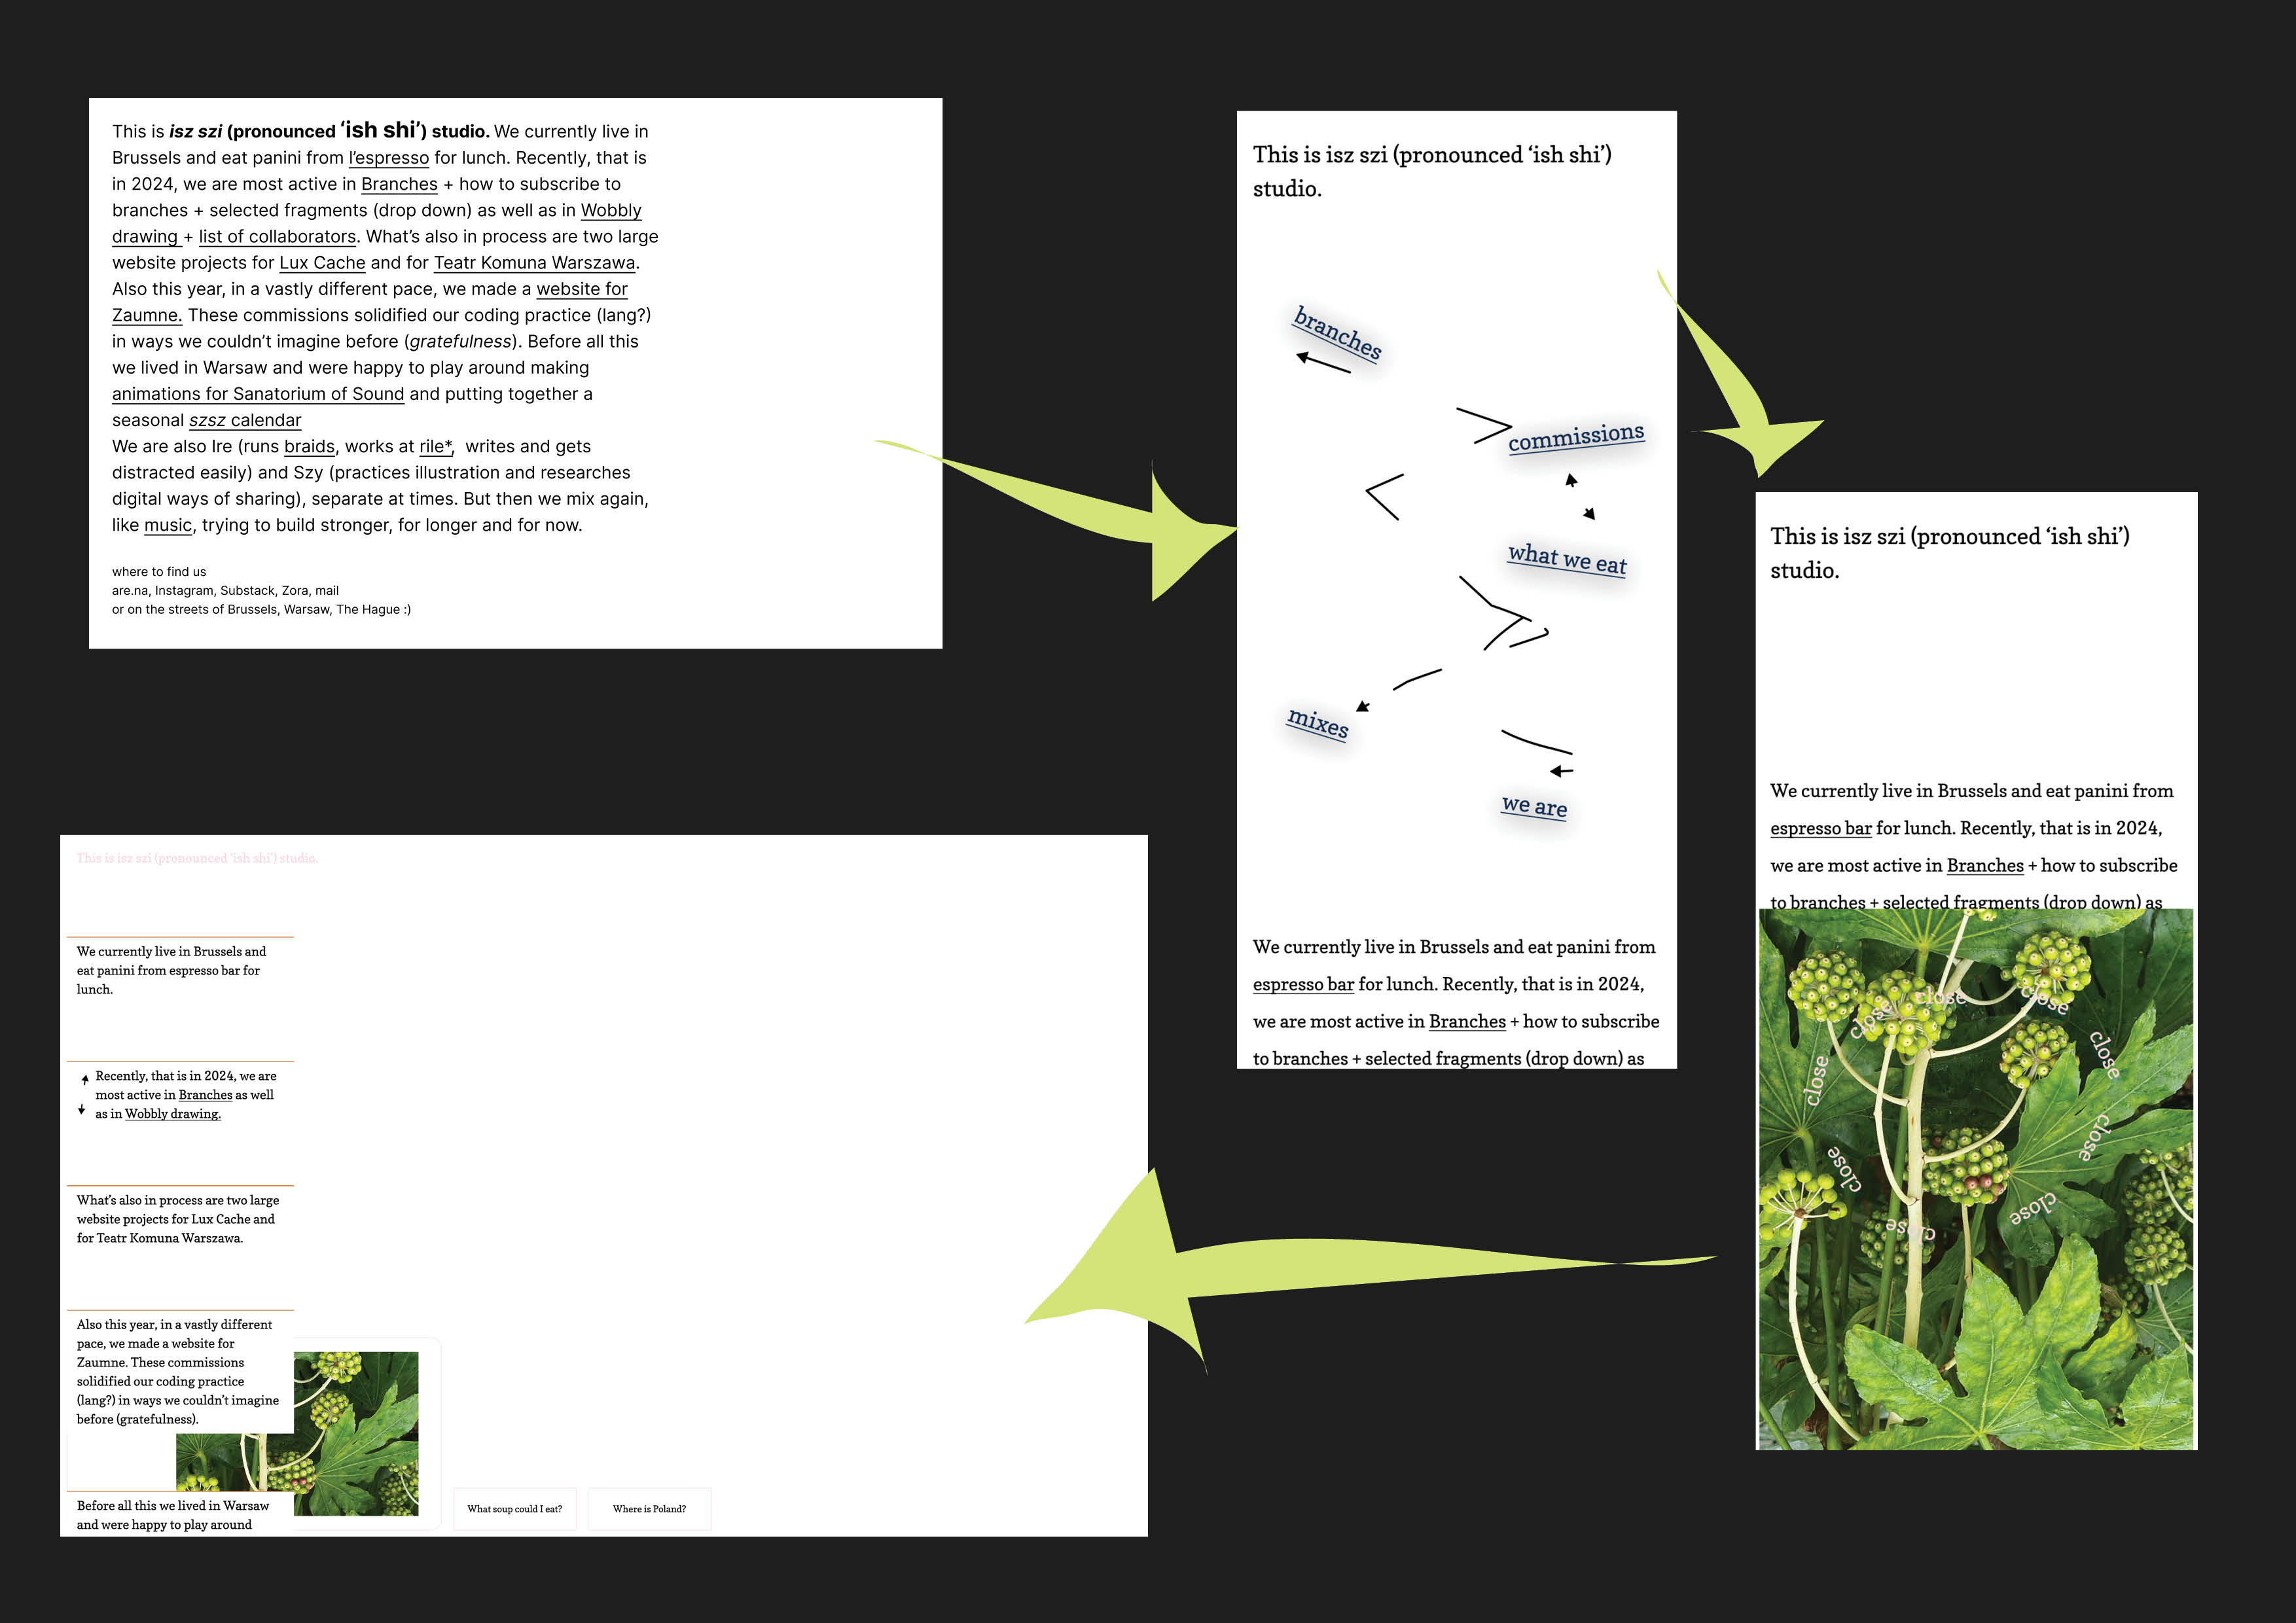 This is isz szi (pronounced ‘ish shi’) studio. We currently live in
Brussels and eat panini from l’espresso for lunch. Recently, that is
in 2024, we are most active in Branches + how to subscribe to
branches + selected fragments (drop down) as well as in Wobbly
drawing + list of collaborators. What’s also in process are two large
website projects for Lux Cache and for Teatr Komuna Warszawa.
Also this year, in a vastly different pace, we made a website for
Zaumne. These commissions solidified our coding practice (lang?)
in ways we couldn’t imagine before (gratefulness). Before all this
we lived in Warsaw and were happy to play around making
animations for Sanatorium of Sound and putting together a
seasonal szsz calendar
We are also Ire (runs braids, works at rile*, writes and gets
distracted easily) and Szy (practices illustration and researches
digital ways of sharing), separate at times. But then we mix again,
like music, trying to build stronger, for longer and for now.
where to find us
are.na, Instagram, Substack, Zora, mail
or on the streets of Brussels, Warsaw, The Hague :)
This is isz szi (pronounced ‘ish shi’)
studio.
branches
commissions
what we eat
mixes
we are
We currently live in Brussels and eat panini from
espresso bar for lunch. Recently, that is in 2024,
we are most active in Branches + how to subscribe
to branches + selected fragments (drop down) as
This is isz szi (pronounced ‘ish shi’)
studio.
We currently live in Brussels and eat panini from
espresso bar for lunch. Recently, that is in 2024,
we are most active in Branches + how to subscribe
to branches + selected fragments (drop down) as
close
close
close
close
close
close
close
close
close
This is isz szi (pronounced ‘ish shi’) studio.
We currently live in Brussels and
eat panini from espresso bar for
lunch.
Recently, that is in 2024, we are
most active in Branches as well
as in Wobbly drawing.
What’s also in process are two large
website projects for Lux Cache and
for Teatr Komuna Warszawa.
Also this year, in a vastly different
pace, we made a website for
Zaumne. These commissions
solidified our coding practice
(lang?) in ways we couldn’t imagine
before (gratefulness).
Before all this we lived in Warsaw
and were happy to play around
What soup could I eat?
Where is Poland?